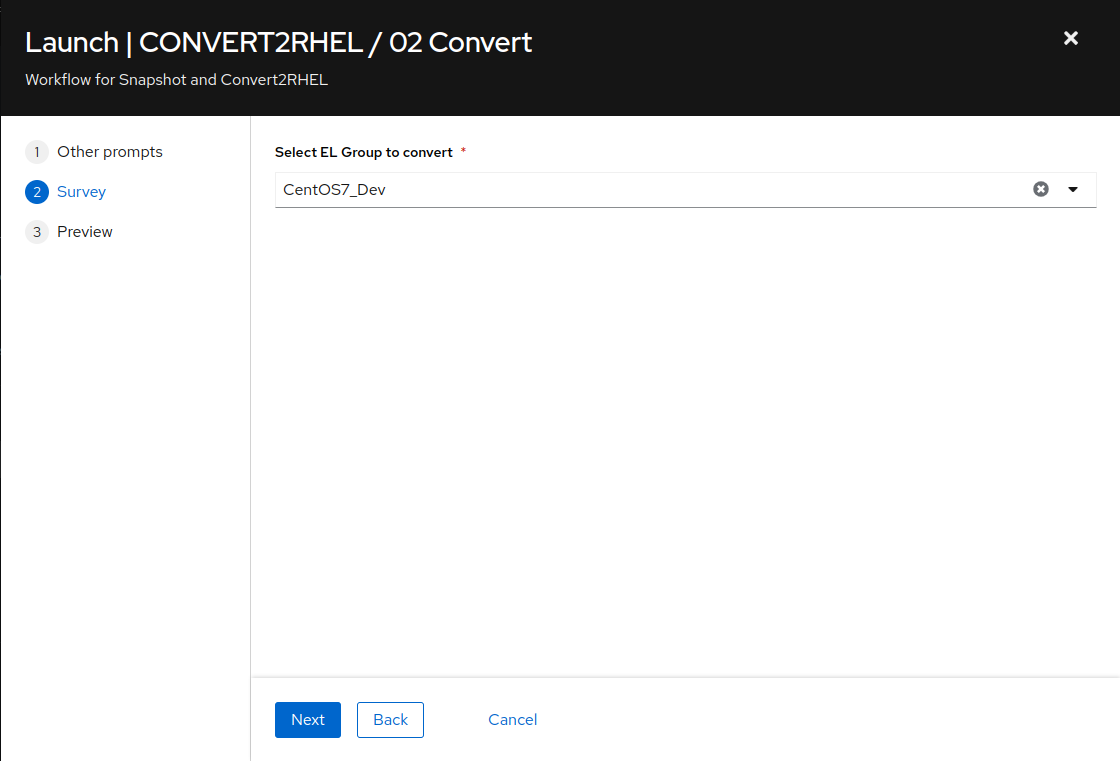 Launch | CONVERT2RHEL / 02 Convert
Workflow for Snapshot and Convert2RHEL
1 Other prompts
2 Survey
3 Preview
Select EL Group to convert *
CentOS7_Dev
Next Back Cancel